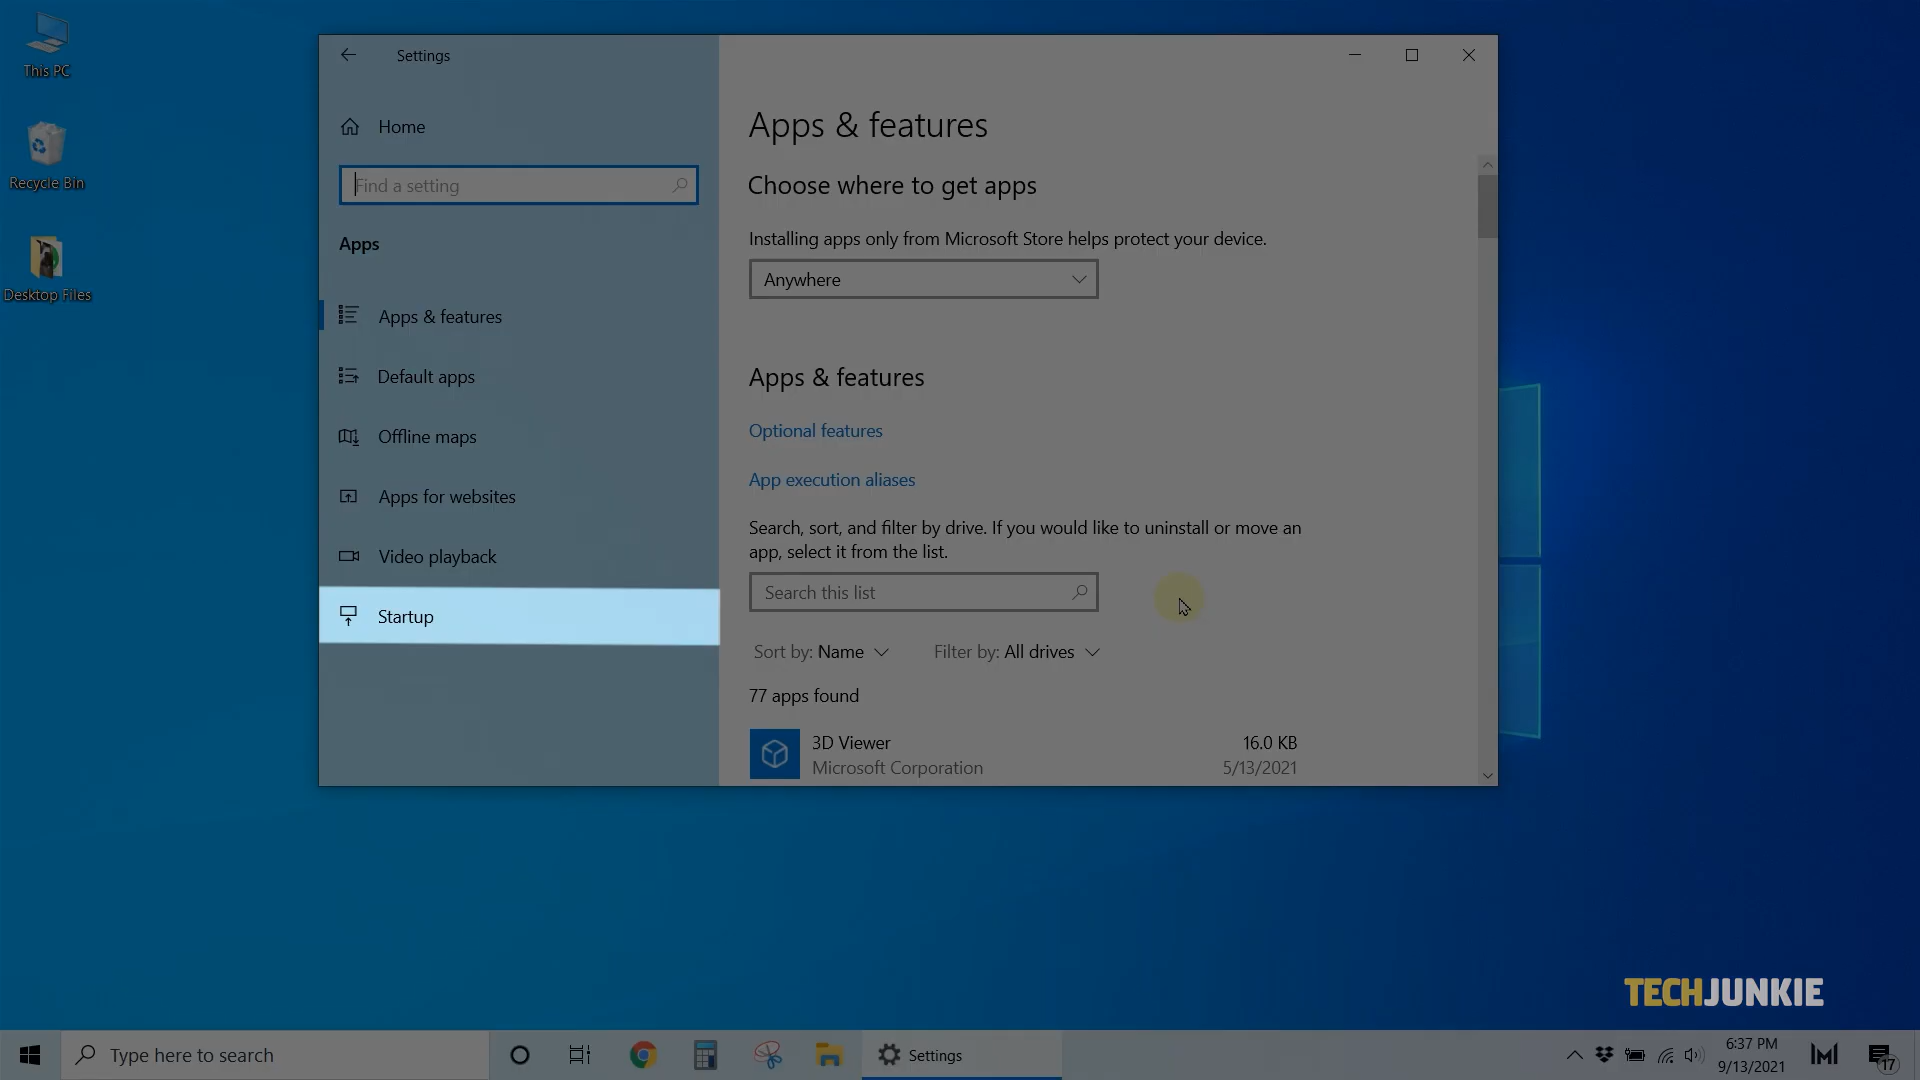 This PC
Recycle Bin
Desktop Files
Settings
Home
Find a setting
Apps
Apps & features
Default apps
Offline maps
Apps for websites
Video playback
Startup
Apps & features
Choose where to get apps
Installing apps only from Microsoft Store helps protect your device.
Anywhere
Apps & features
Optional features
App execution aliases
Search, sort, and filter by drive. If you would like to uninstall or move an
app, select it from the list.
Search this list
Sort by: Name Filter by: All drives
77 apps found
3D Viewer 16.0 KB
Microsoft Corporation 5/13/2021
TECHJUNKIE
Type here to search
Settings
6:37 PM
9/13/2021
17